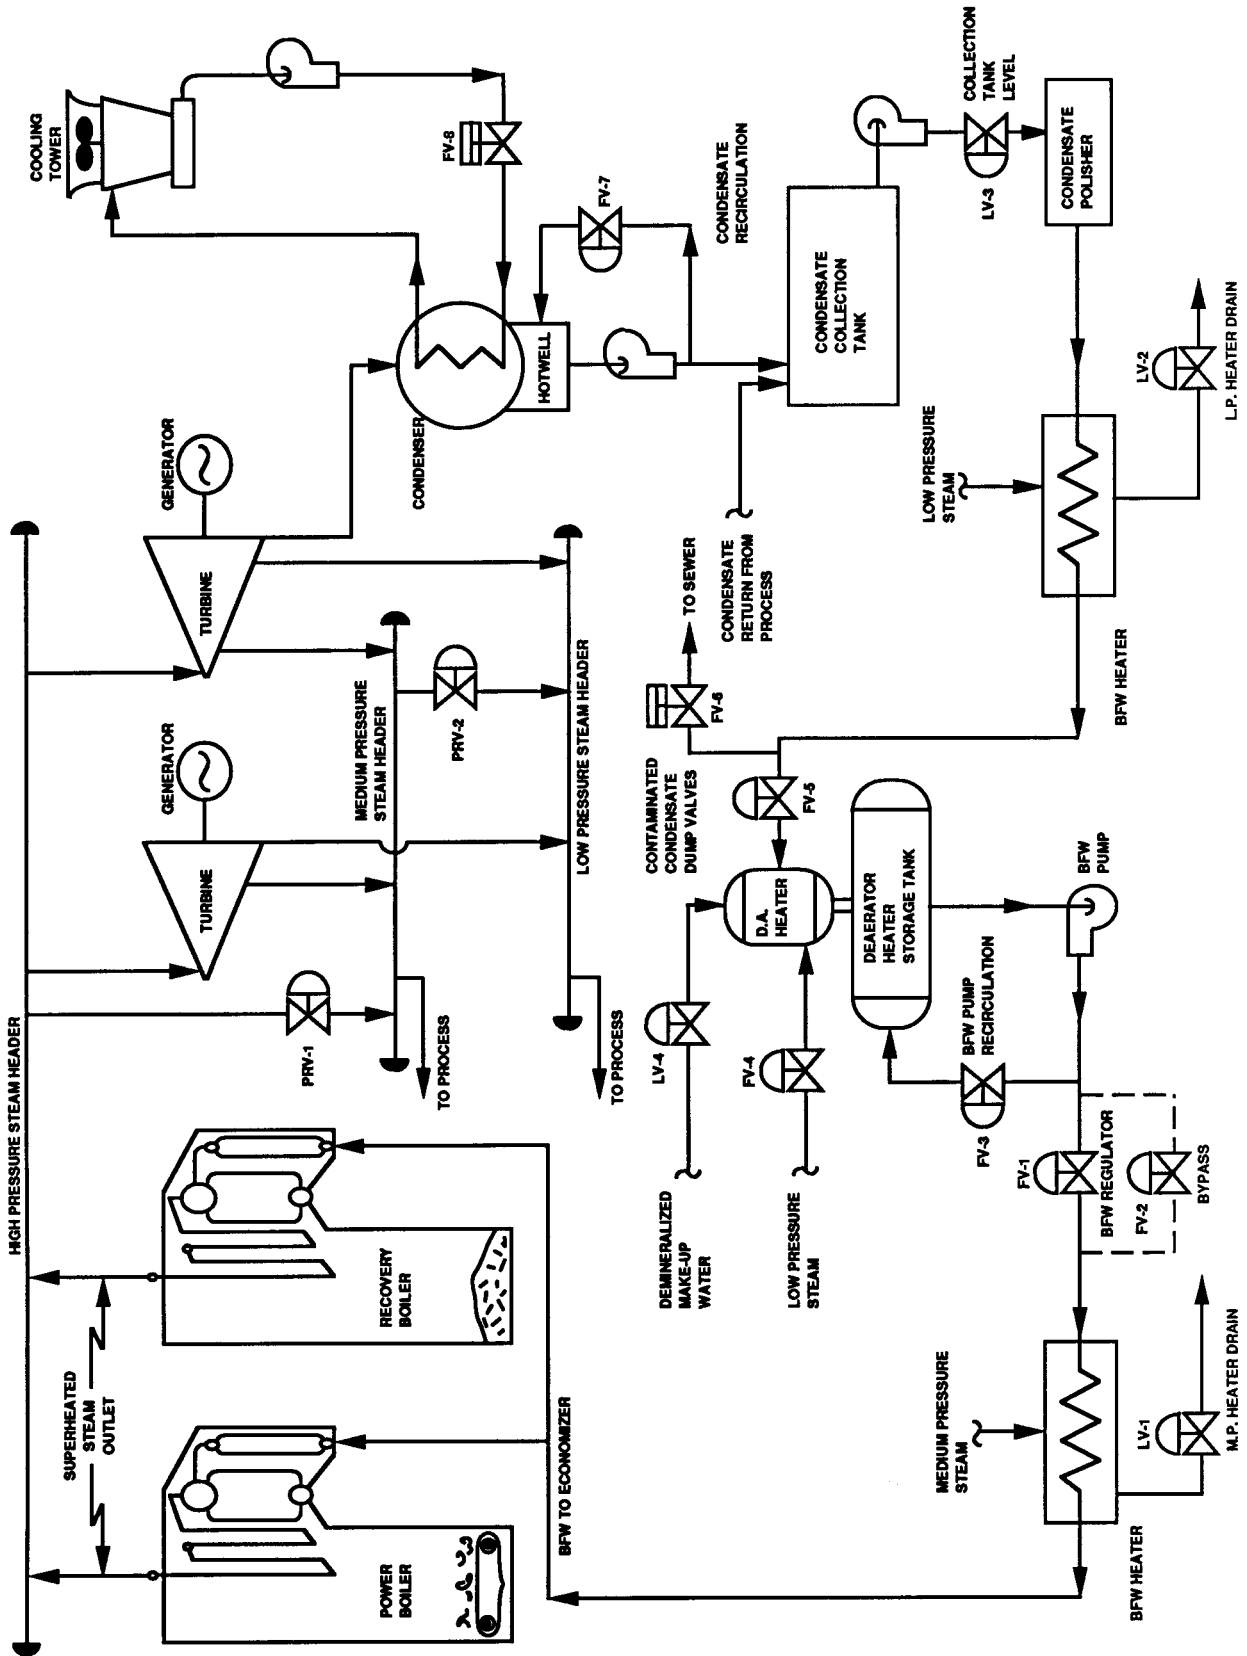 HIGH PRESSURE STEAM HEADER
SUPERHEATED
STEAM
OUTLET
POWER
BOILER
RECOVERY
BOILER
BFW TO ECONOMIZER
PRV-1
TO PROCESS
TURBINE
GENERATOR
MEDIUM PRESSURE
STEAM HEADER
PRV-2
TURBINE
GENERATOR
LOW PRESSURE STEAM HEADER
TO PROCESS
COOLING
TOWER
FV-8
CONDENSER
HOTWELL
FV-7
CONDENSATE
RECIRCULATION
CONDENSATE
RETURN FROM
PROCESS
CONDENSATE
COLLECTION
TANK
COLLECTION
TANK
LEVEL
LV-3
CONDENSATE
POLISHER
LOW PRESSURE
STEAM
LV-2
L.P. HEATER DRAIN
BFW HEATER
TO SEWER
FV-6
CONTAMINATED
CONDENSATE
DUMP VALVES
FV-5
D.A.
HEATER
DEAERATOR
HEATER
STORAGE TANK
LV-4
DEMINERALIZED
MAKE-UP
WATER
FV-4
LOW PRESSURE
STEAM
BFW
PUMP
BFW PUMP
RECIRCULATION
FV-3
FV-1
BFW REGULATOR
FV-2
BYPASS
MEDIUM PRESSURE
STEAM
LV-1
M.P. HEATER DRAIN
BFW HEATER